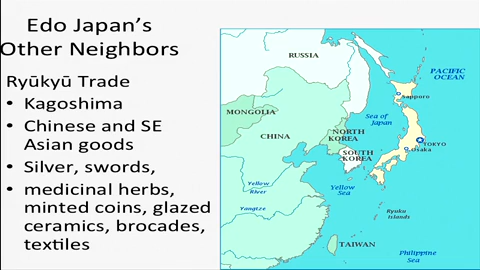 Edo Japan's
Other Neighbors
Ryūkyū Trade
• Kagoshima
• Chinese and SE
Asian goods
• Silver, swords,
• medicinal herbs,
minted coins, glazed
ceramics, brocades,
textiles
RUSSIA
PACIFIC
OCEAN
MONGOLIA
Sapporo
Sea of
Japan
CHINA
NORTH
KOREA
TOKYO
Osaka
SOUTH
KOREA
Yellow
River
Yellow
Sea
Yangtze
Ryuku
Islands
TAIWAN
Philippine
Sea